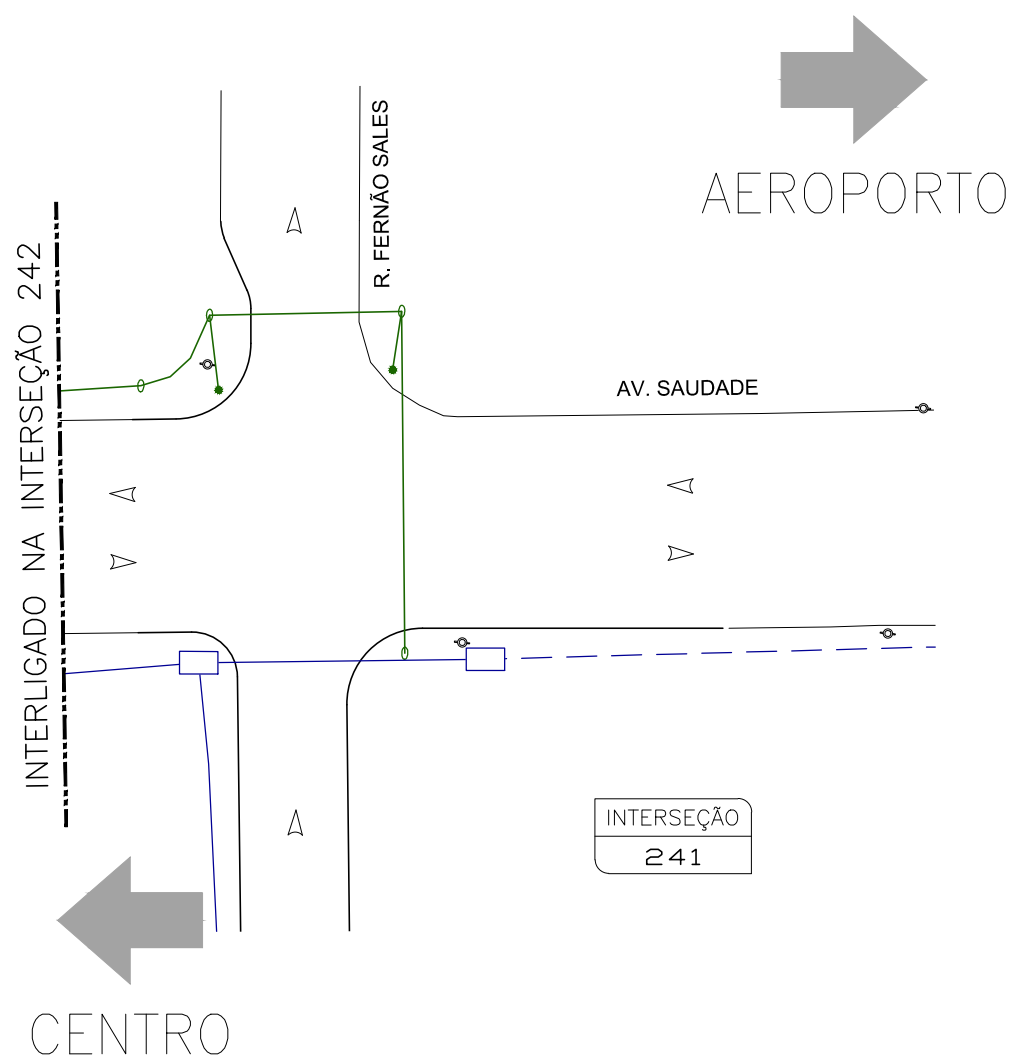 AEROPORTO
R. FERNÃO SALES
INTERLIGADO NA INTERSEÇÃO 242
AV. SAUDADE
INTERSEÇÃO
241
CENTRO